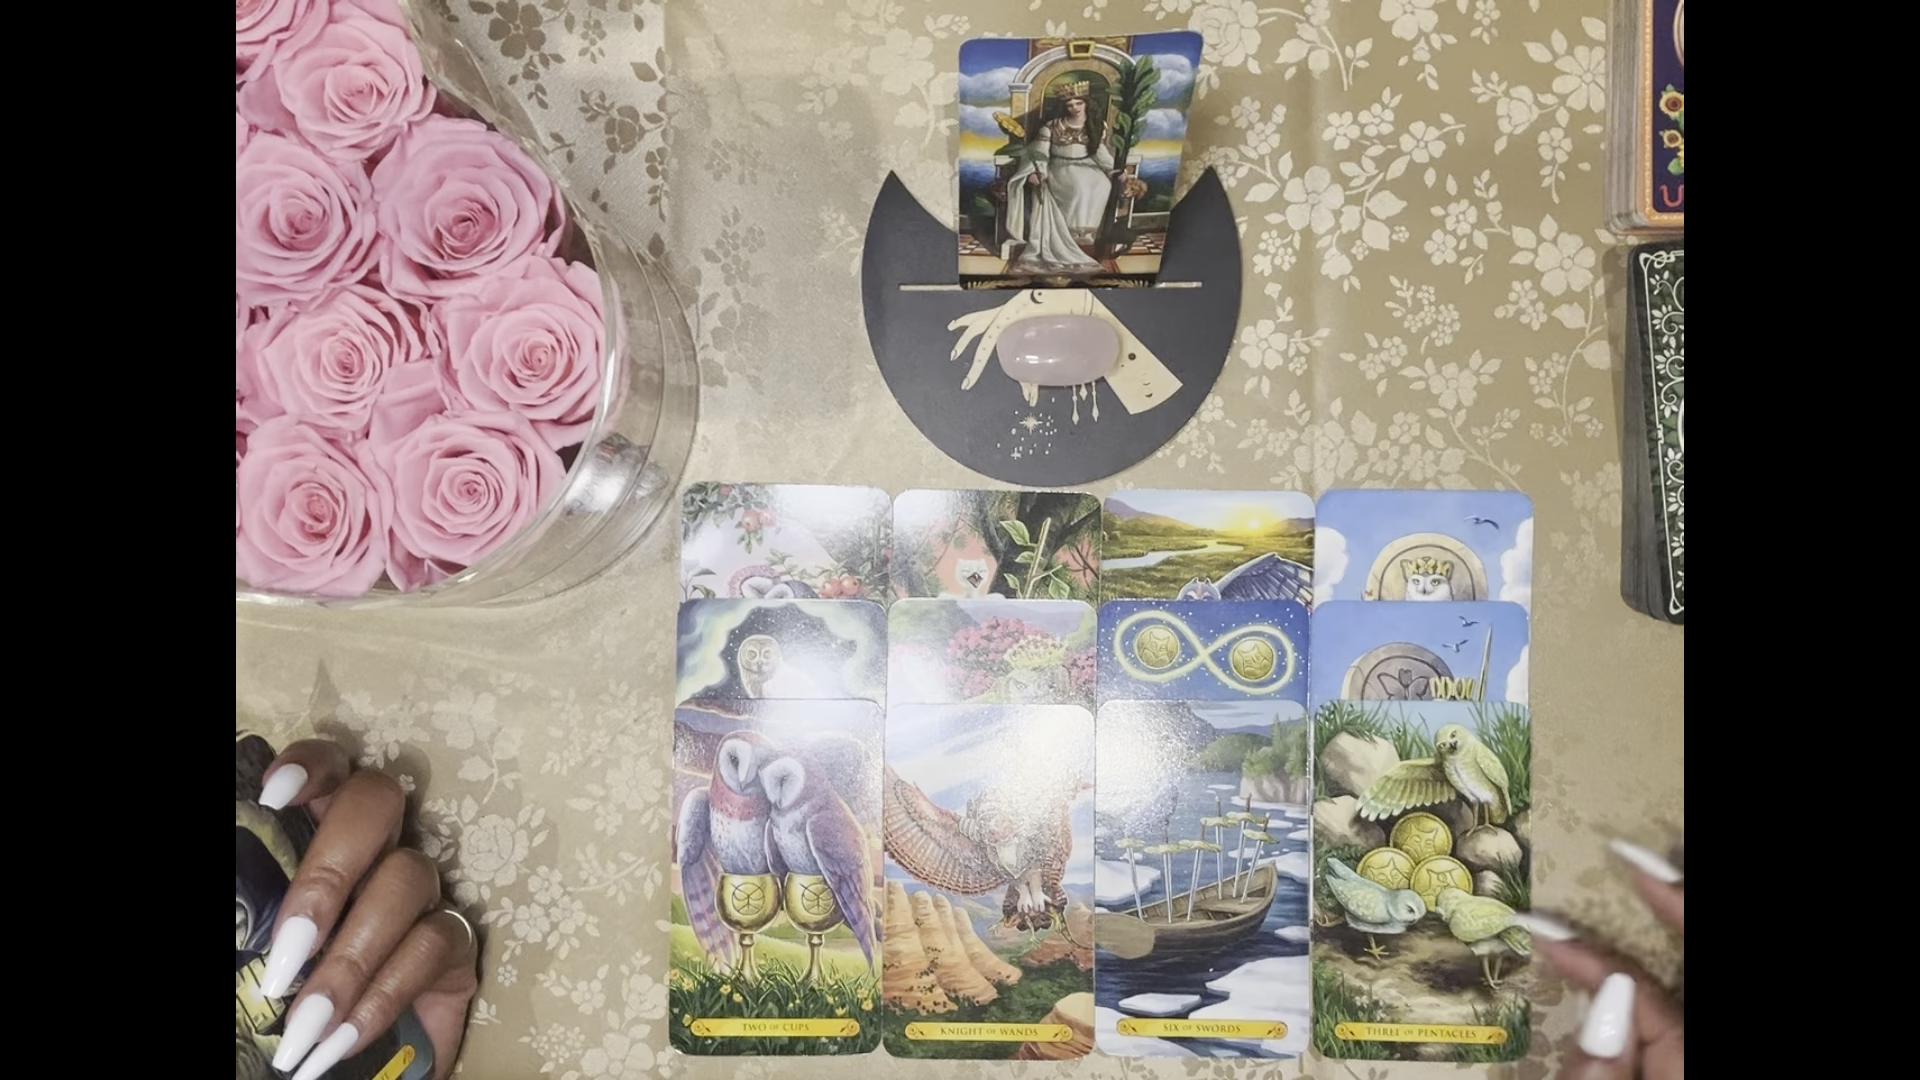 U
TWO OF CUPS
KNIGHT OF WANDS
SIX OF SWORDS
THREE OF PENTACLES